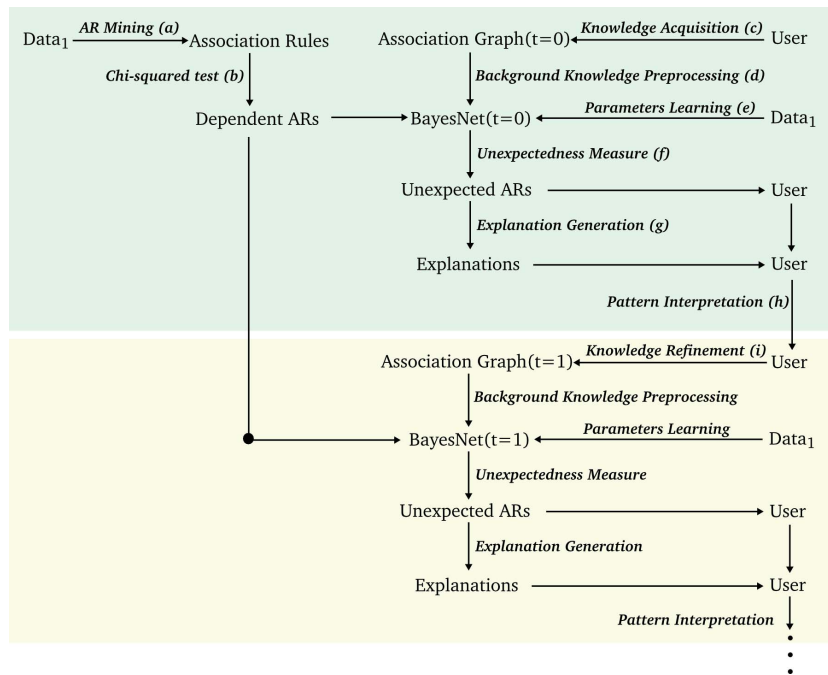 Data₁ AR Mining (a) Association Rules Association Graph(t=0) Knowledge Acquisition (c) User
Chi-squared test (b) Background Knowledge Preprocessing (d)
Dependent ARs BayesNet(t=0) Parameters Learning (e) Data₁
Unexpectedness Measure (f)
Unexpected ARs User
Explanation Generation (g)
Explanations User
Pattern Interpretation (h)
Association Graph(t=1) Knowledge Refinement (i) User
Background Knowledge Preprocessing
BayesNet(t=1) Parameters Learning Data₁
Unexpectedness Measure
Unexpected ARs User
Explanation Generation
Explanations User
Pattern Interpretation